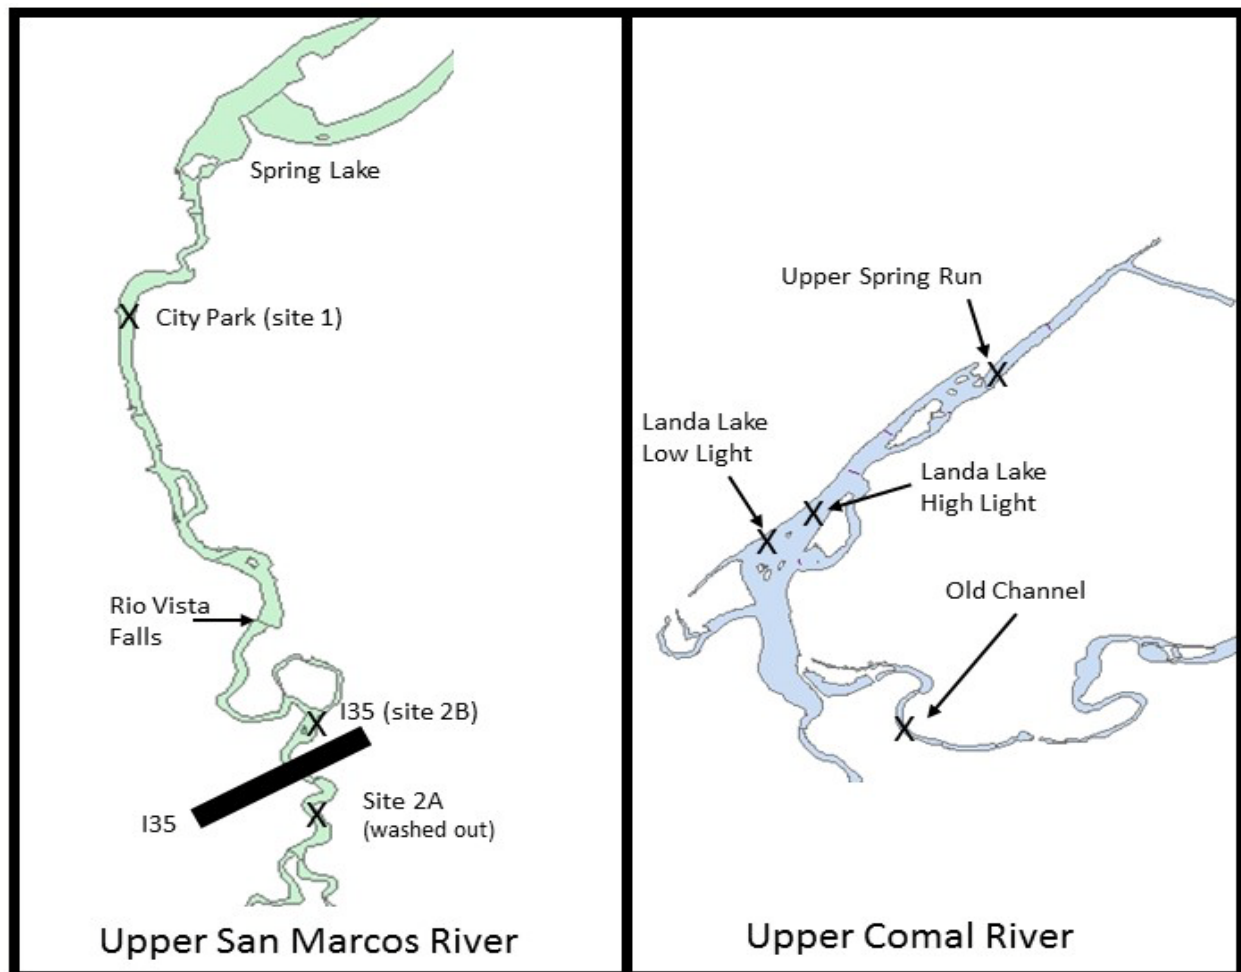 Spring Lake
X City Park (site 1)
Rio Vista
Falls
X I35 (site 2B)
I35
X Site 2A
(washed out)
Upper San Marcos River
Upper Spring Run
X
Landa Lake
Low Light
Landa Lake
High Light
X
X
Old Channel
X
Upper Comal River